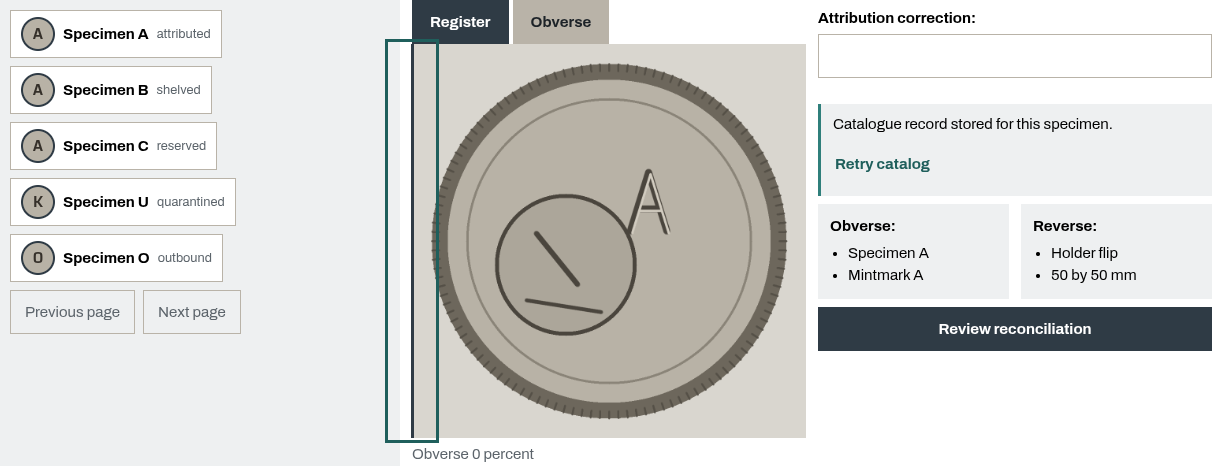 A Specimen A attributed
A Specimen B shelved
A Specimen C reserved
K Specimen U quarantined
O Specimen O outbound
Previous page Next page
Register Obverse
A
Obverse 0 percent
Attribution correction:
Catalogue record stored for this specimen.
Retry catalog
Obverse:
• Specimen A
• Mintmark A
Reverse:
• Holder flip
• 50 by 50 mm
Review reconciliation